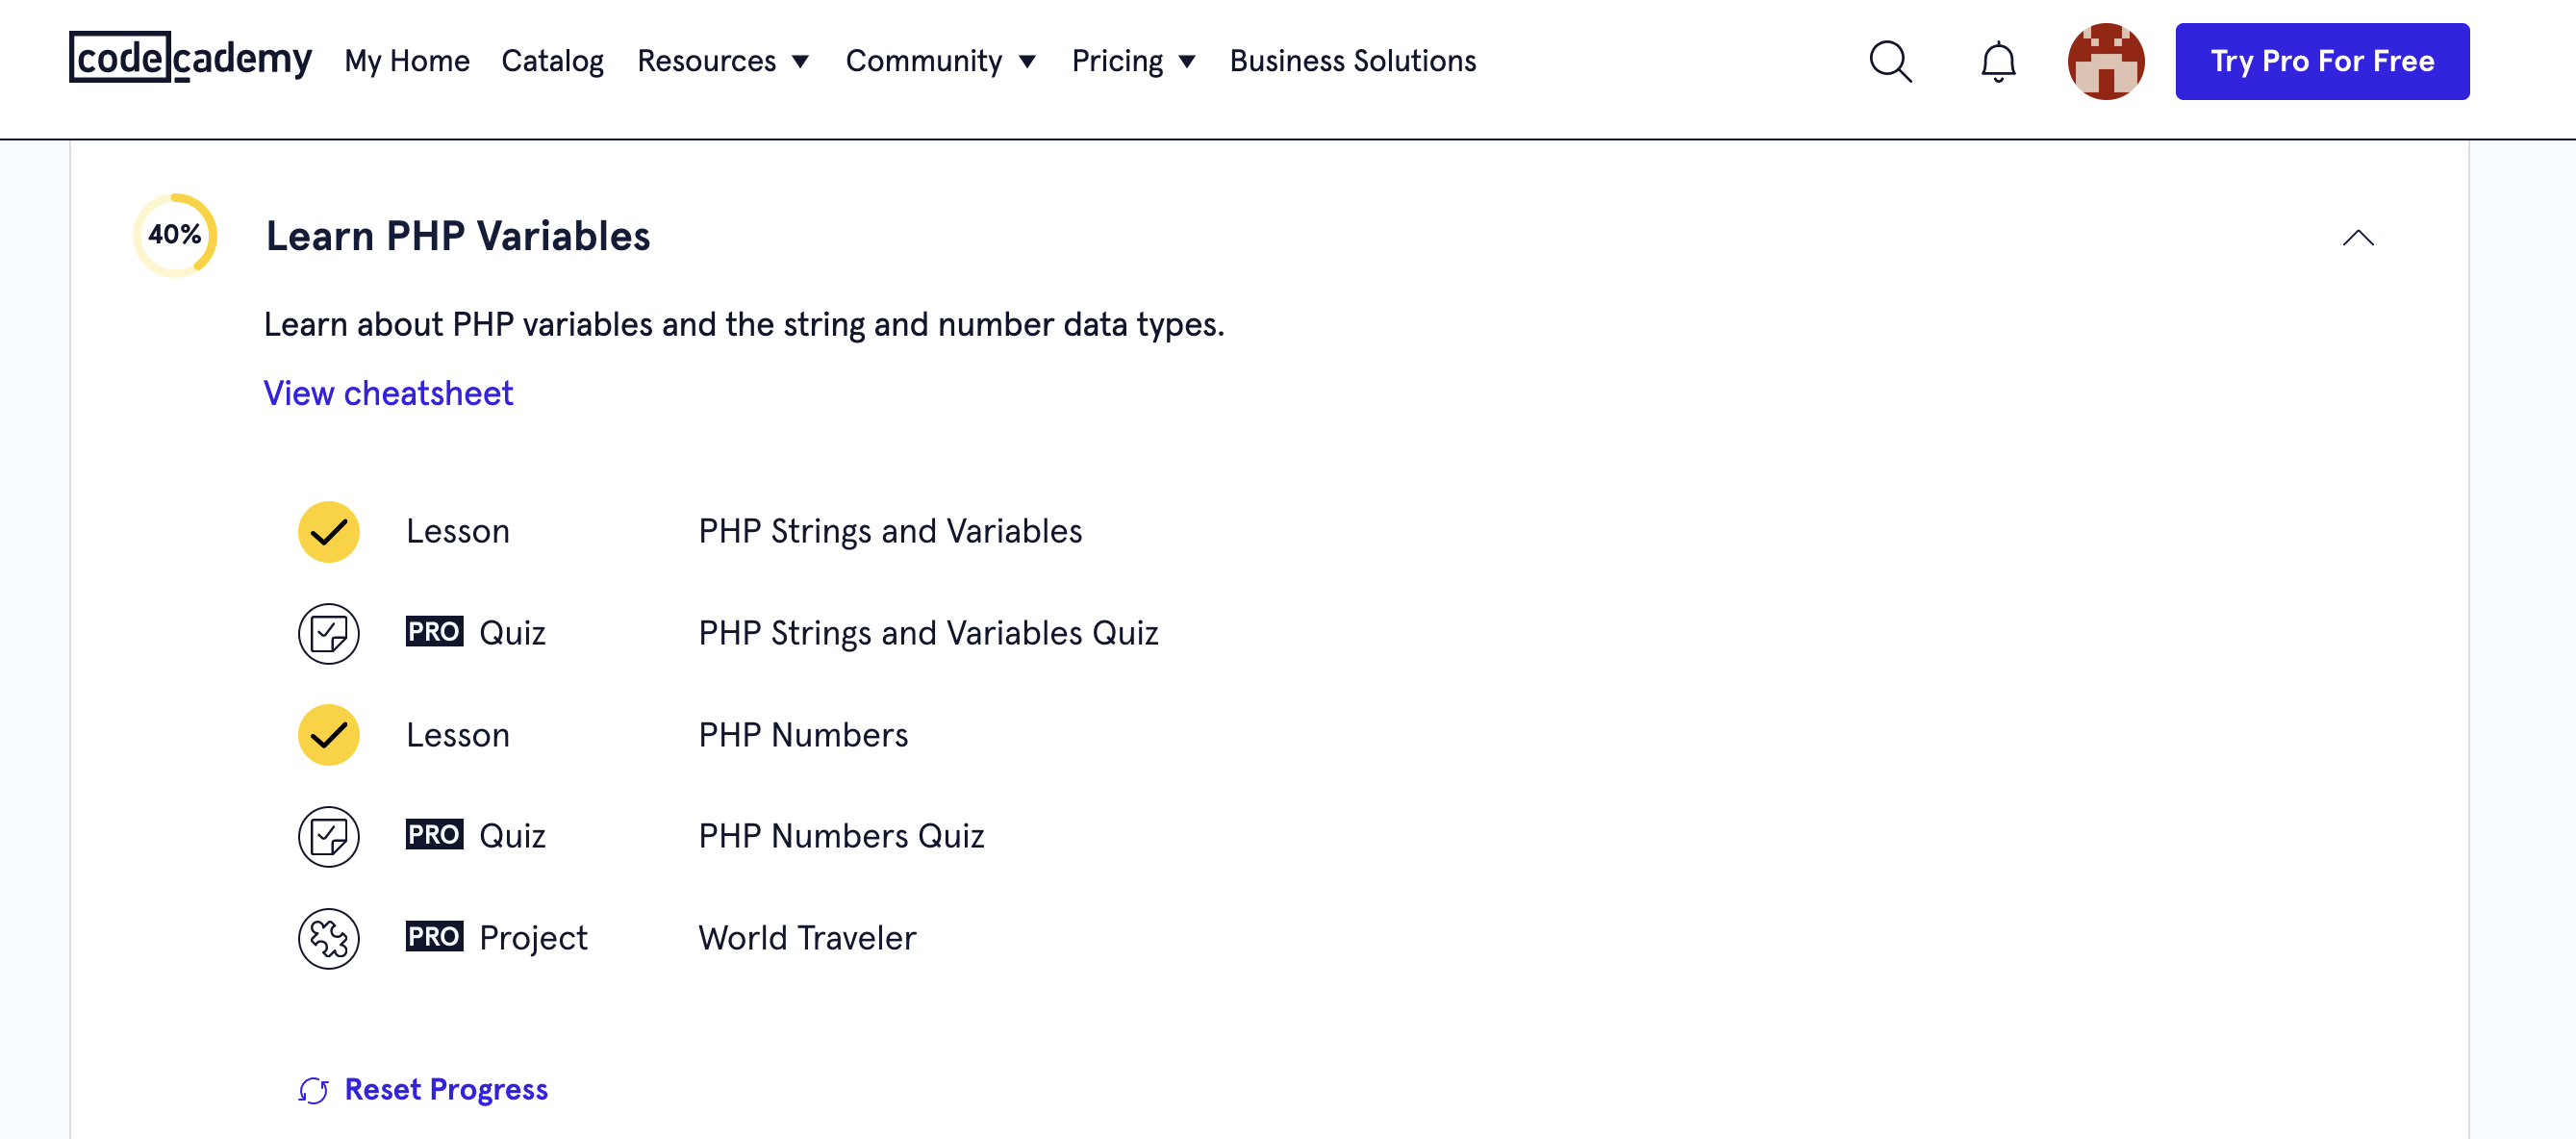 codecademy My Home Catalog Resources Community Pricing Business Solutions Try Pro For Free
40% Learn PHP Variables
Learn about PHP variables and the string and number data types.
View cheatsheet
Lesson PHP Strings and Variables
PRO Quiz PHP Strings and Variables Quiz
Lesson PHP Numbers
PRO Quiz PHP Numbers Quiz
PRO Project World Traveler
Reset Progress